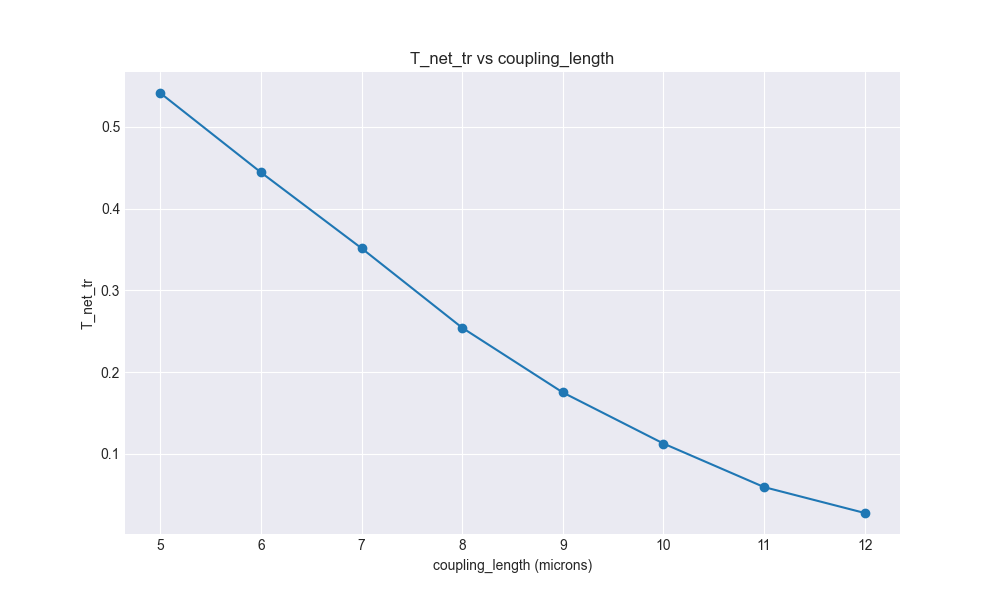 T_net_tr vs coupling_length
T_net_tr
0.5
0.4
0.3
0.2
0.1
5 6 7 8 9 10 11 12
coupling_length (microns)